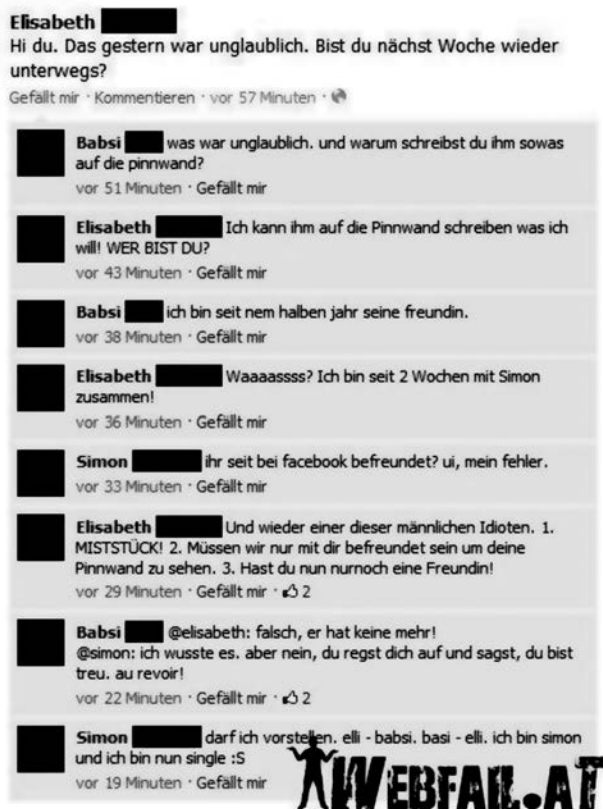 Elisabeth
Hi du. Das gestern war unglaublich. Bist du nächst Woche wieder
unterwegs?
Gefällt mir · Kommentieren · vor 57 Minuten ·
Babsi was war unglaublich. und warum schreibst du ihm sowas
auf die pinnwand?
vor 51 Minuten · Gefällt mir
Elisabeth Ich kann ihm auf die Pinnwand schreiben was ich
will! WER BIST DU?
vor 43 Minuten · Gefällt mir
Babsi ich bin seit nem halben jahr seine freundin.
vor 38 Minuten · Gefällt mir
Elisabeth Waaaassss? Ich bin seit 2 Wochen mit Simon
zusammen!
vor 36 Minuten · Gefällt mir
Simon ihr seit bei facebook befreundet? ui, mein fehler.
vor 33 Minuten · Gefällt mir
Elisabeth Und wieder einer dieser männlichen Idioten. 1.
MISTSTÜCK! 2. Müssen wir nur mit dir befreundet sein um deine
Pinnwand zu sehen. 3. Hast du nun nurnoch eine Freundin!
vor 29 Minuten · Gefällt mir · 2
Babsi @elisabeth: falsch, er hat keine mehr!
@simon: ich wusste es. aber nein, du regst dich auf und sagst, du bist
treu. au revoir!
vor 22 Minuten · Gefällt mir · 2
Simon darf ich vorstellen. elli - babsi. basi - elli. ich bin simon
und ich bin nun single :S
vor 19 Minuten · Gefällt mir
WEBFAIL.AT